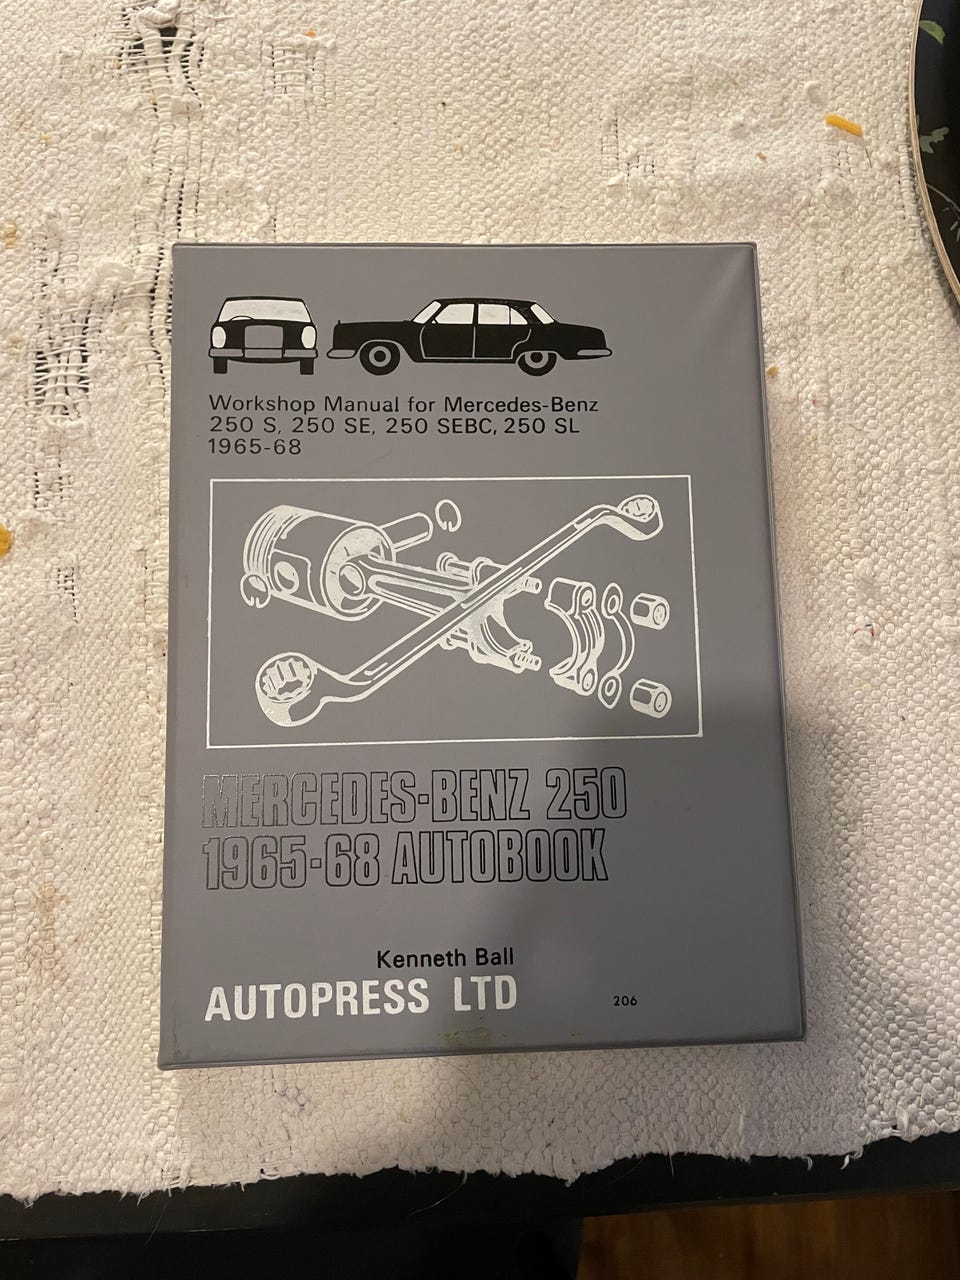 Workshop Manual for Mercedes-Benz
250 S, 250 SE, 250 SEBC, 250 SL
1965-68
MERCEDES-BENZ 250
1965-68 AUTOBOOK
Kenneth Ball
AUTOPRESS LTD
206